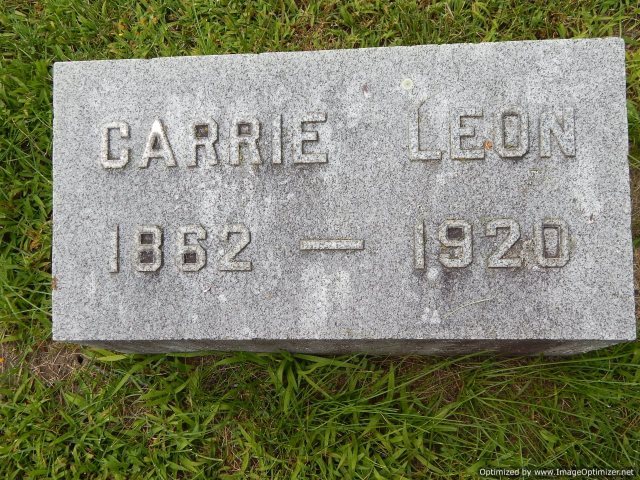 CARRIE LEON
1862 — 1920
Optimized by www.ImageOptimizer.net